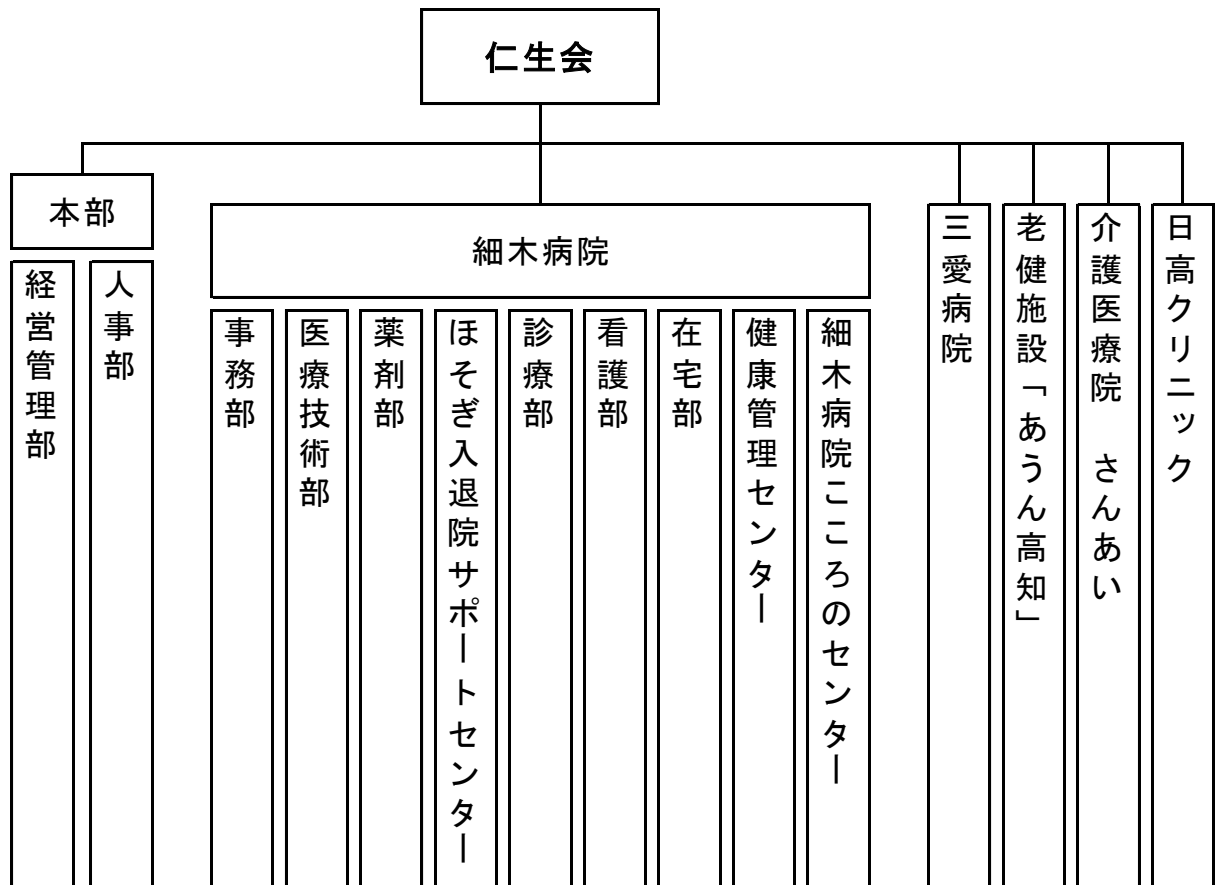 仁生会
本部
経営管理部
人事部
細木病院
事務部
医療技術部
薬剤部
ほそぎ入退院サポートセンター
診療部
看護部
在宅部
健康管理センター
細木病院こころのセンター
三愛病院
老健施設「あうん高知」
介護医療院　さんあい
日高クリニック